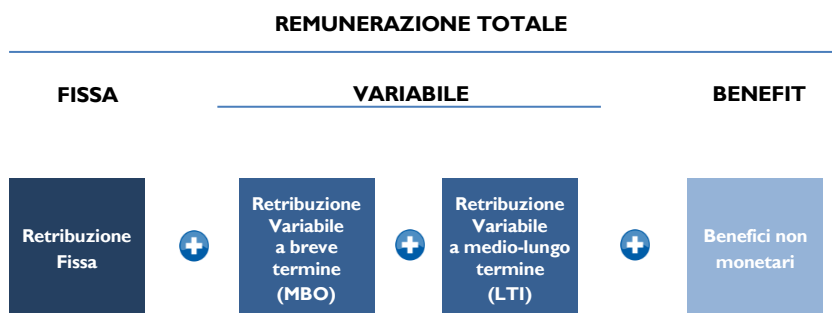 REMUNERAZIONE TOTALE
FISSA
VARIABILE
BENEFIT
Retribuzione
Fissa
Retribuzione
Variabile
a breve
termine
(MBO)
Retribuzione
Variabile
a medio-lungo
termine
(LTI)
Benefici non
monetari